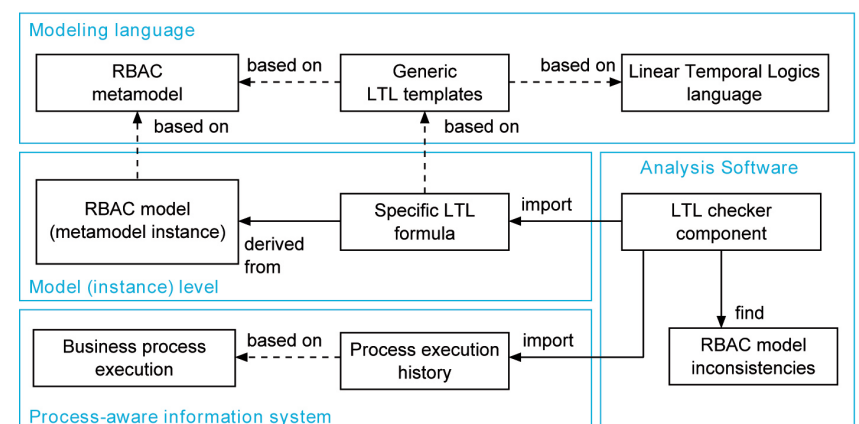 Modeling language
RBAC
metamodel
based on
Generic
LTL templates
based on
Linear Temporal Logics
language
based on
based on
Analysis Software
RBAC model
(metamodel instance)
derived
from
Specific LTL
formula
import
LTL checker
component
Model (instance) level
find
Business process
execution
based on
Process execution
history
import
RBAC model
inconsistencies
Process-aware information system